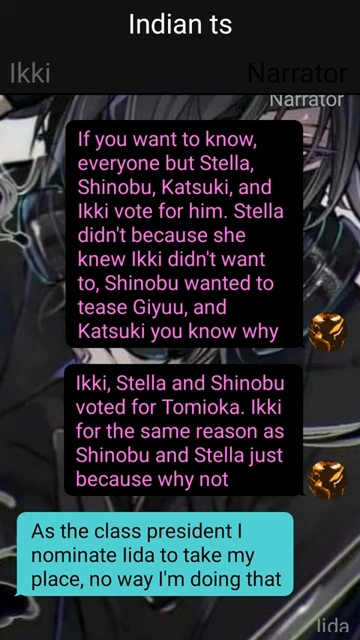 Indian ts
Ikki
Narrator
Narrator
If you want to know,
everyone but Stella,
Shinobu, Katsuki, and
Ikki vote for him. Stella
didn't because she
knew Ikki didn't want
to, Shinobu wanted to
tease Giyuu, and
Katsuki you know why
Ikki, Stella and Shinobu
voted for Tomioka. Ikki
for the same reason as
Shinobu and Stella just
because why not
As the class president I
nominate Iida to take my
place, no way I'm doing that
Iida